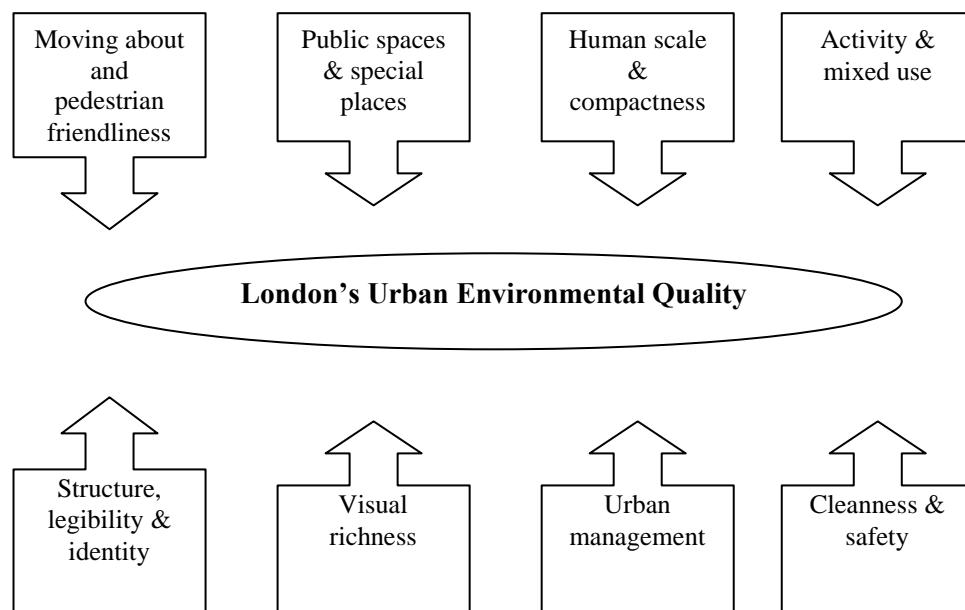 Moving about
and
pedestrian
friendliness
Public spaces
& special
places
Human scale
&
compactness
Activity &
mixed use
London’s Urban Environmental Quality
Structure,
legibility &
identity
Visual
richness
Urban
management
Cleanness &
safety